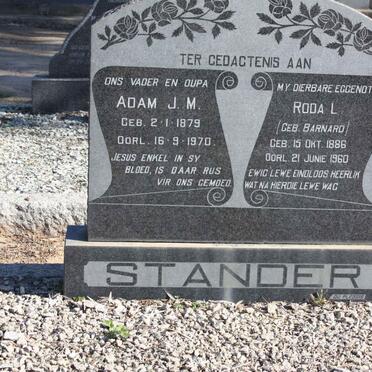 TER GEDAGTENIS AAN
ONS VADER EN OUPA
ADAM J. M.
GEB. 2-1-1879
OORL. 16-9-1970.
JESUS ENKEL IN SY
BLOED, IS DAAR RUS
VIR ONS GEMOED.
MY DIERBARE EGGENOT
RODA L.
(GEB. BARNARD)
GEB. 15 OKT. 1886
OORL. 21 JUNIE 1960
EWIG LEWE EINDLOOS HEERLIK
WAT NA HIERDIE LEWE WAG
STANDER